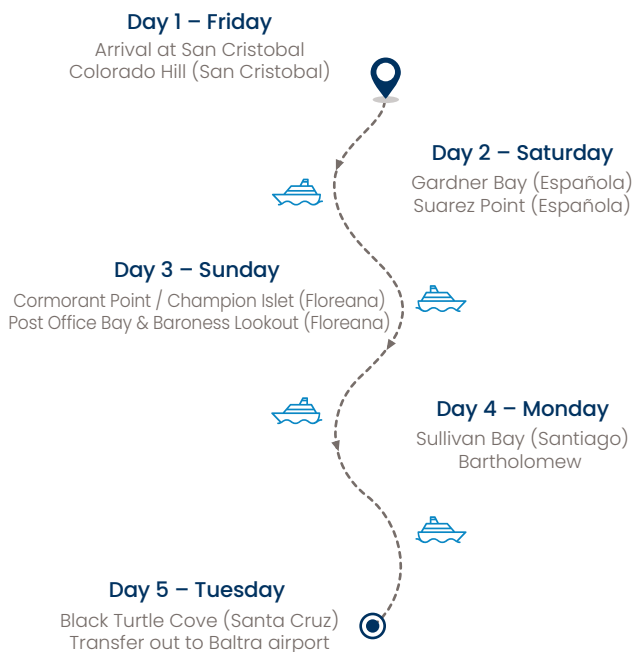 Day 1 – Friday
Arrival at San Cristobal
Colorado Hill (San Cristobal)
Day 2 – Saturday
Gardner Bay (Española)
Suarez Point (Española)
Day 3 – Sunday
Cormorant Point / Champion Islet (Floreana)
Post Office Bay & Baroness Lookout (Floreana)
Day 4 – Monday
Sullivan Bay (Santiago)
Bartholomew
Day 5 – Tuesday
Black Turtle Cove (Santa Cruz)
Transfer out to Baltra airport